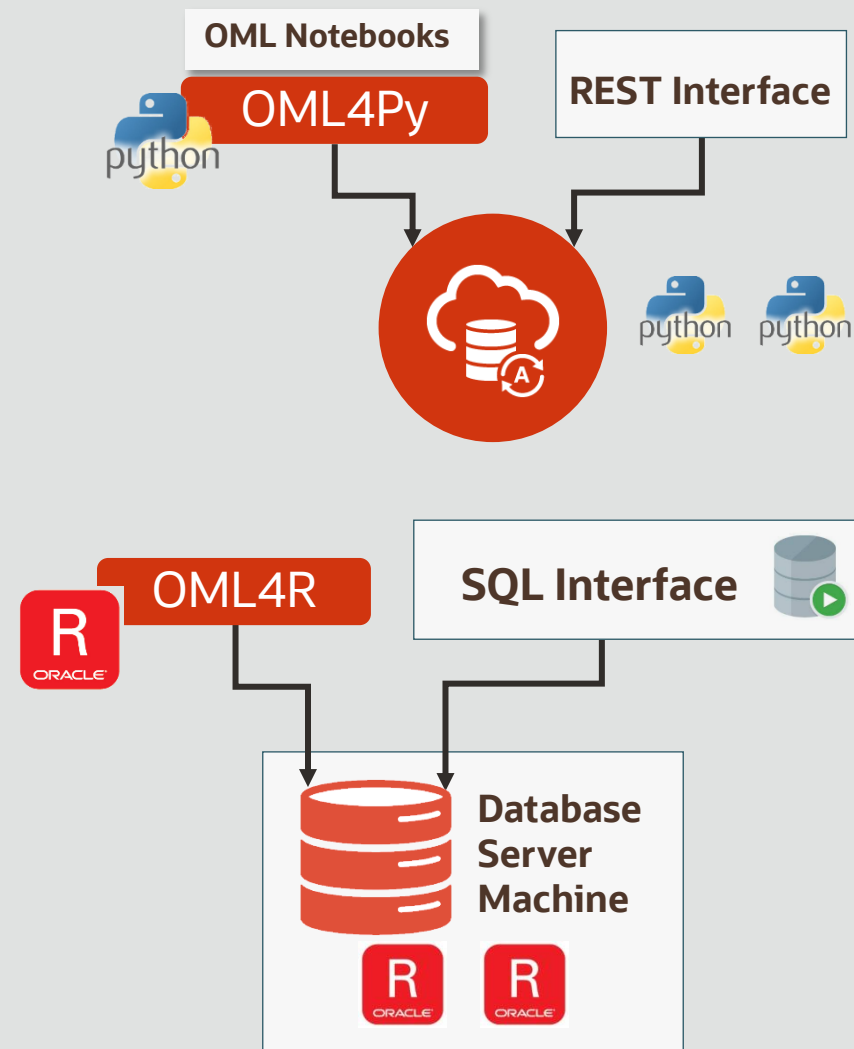 OML Notebooks
OML4Py
python
REST Interface
A
python
python
OML4R
R
ORACLE
SQL Interface
Database
Server
Machine
R
ORACLE
R
ORACLE